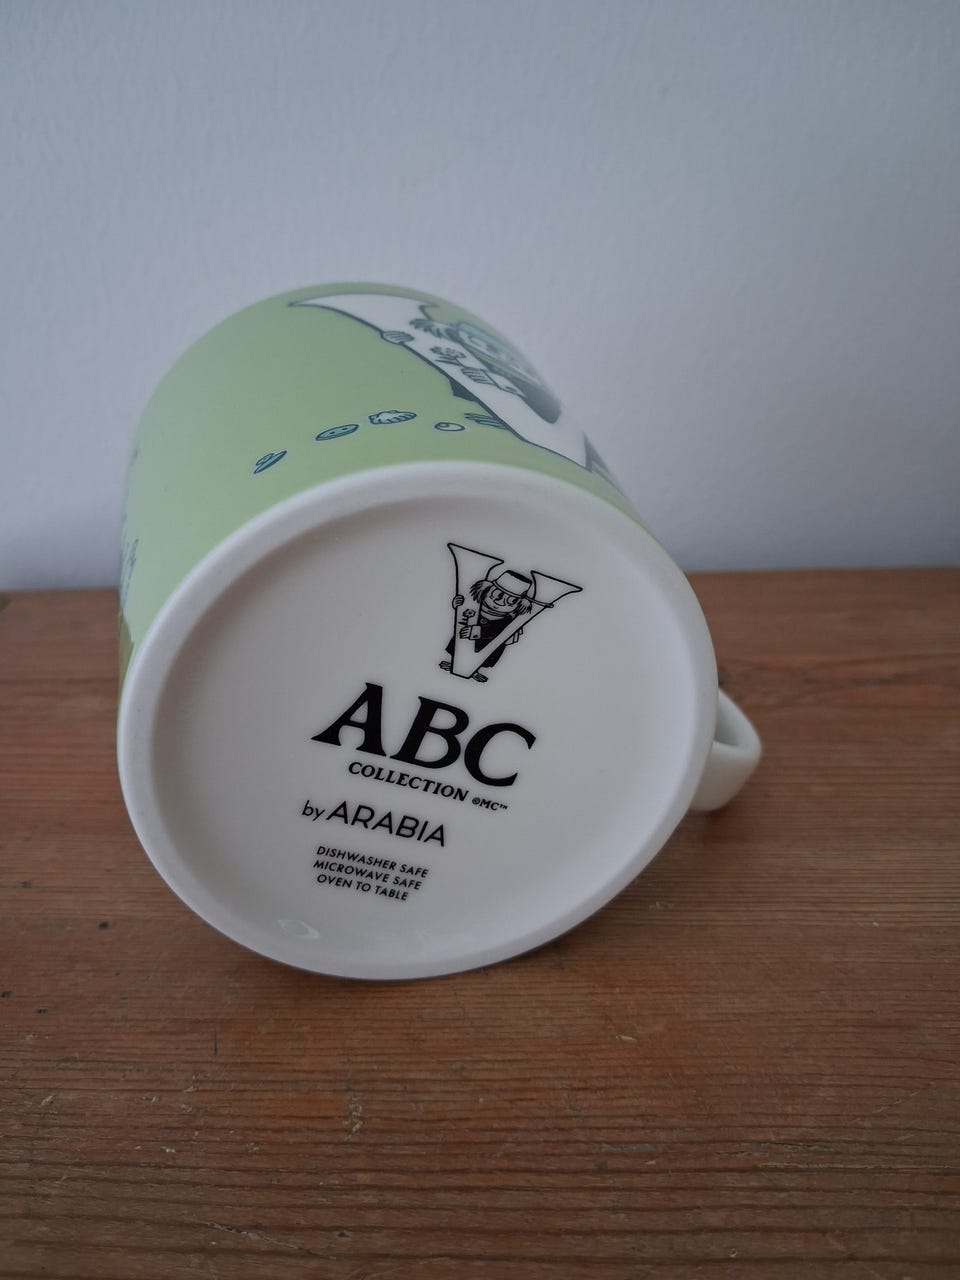 V
ABC
COLLECTION ©MC™
by ARABIA
DISHWASHER SAFE
MICROWAVE SAFE
OVEN TO TABLE